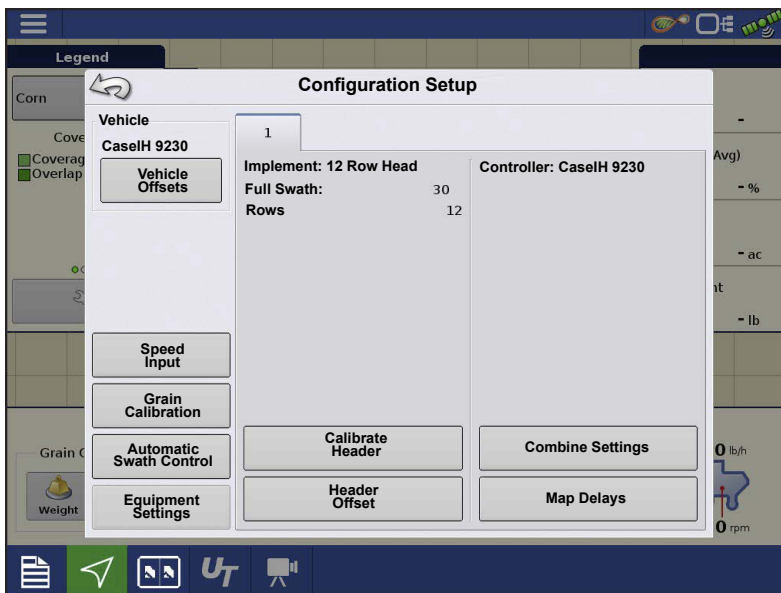 Legend
Configuration Setup
Corn
Vehicle
CaseIH 9230
Vehicle
Offsets
1
Implement: 12 Row Head
Full Swath: 30
Rows 12
Controller: CaseIH 9230
Cove
Coverag
Overlap
-
Avg)
- %
- ac
nt
- lb
Speed
Input
Grain
Calibration
Automatic
Swath Control
Equipment
Settings
Calibrate
Header
Header
Offset
Combine Settings
Map Delays
Grain C
Weight
0 lb/h
0 rpm
UT